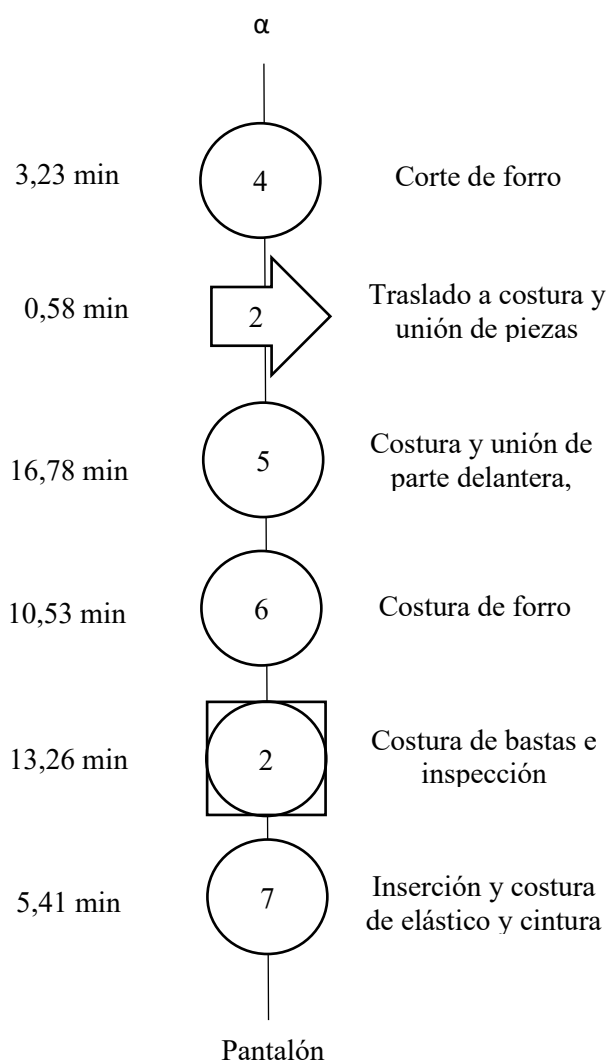 α
3,23 min
4
Corte de forro
0,58 min
2
Traslado a costura y
unión de piezas
16,78 min
5
Costura y unión de
parte delantera,
10,53 min
6
Costura de forro
13,26 min
2
Costura de bastas e
inspección
5,41 min
7
Inserción y costura
de elástico y cintura
Pantalón